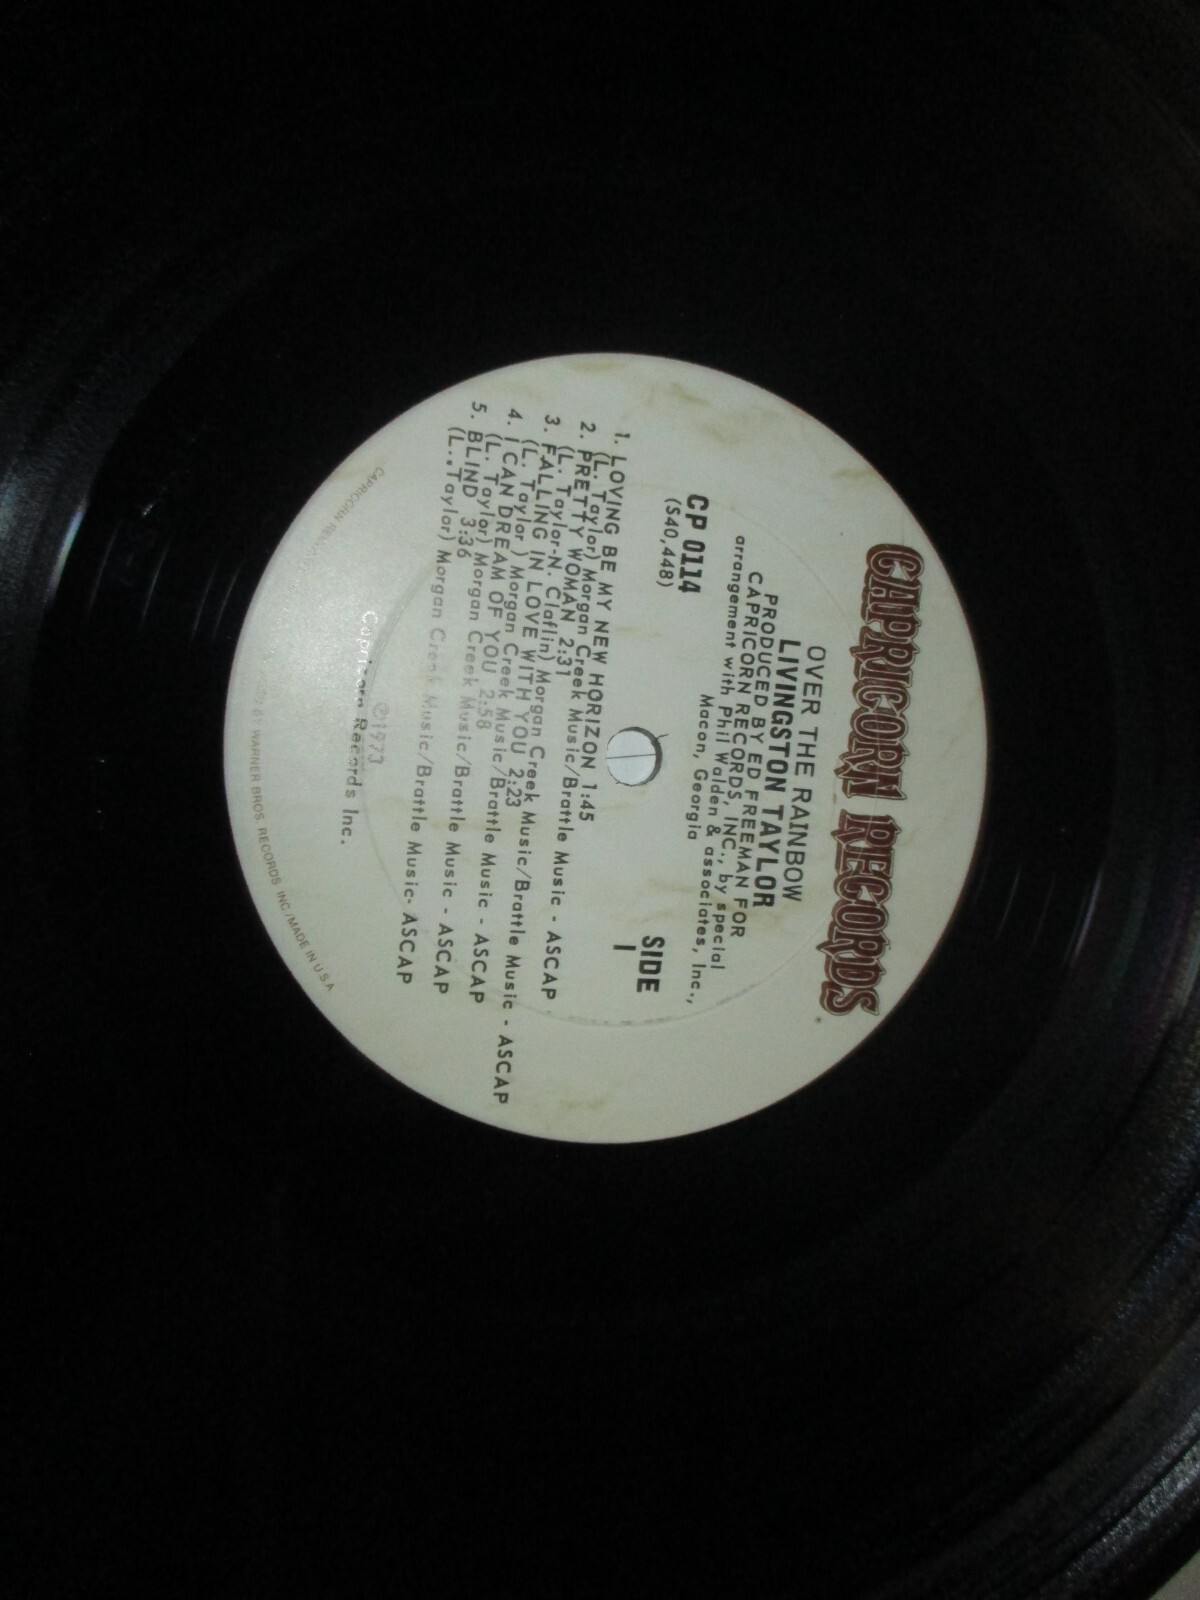 CAPRICORN RECORDS
OVER THE RAINBOW
LIVINGSTON TAYLOR
PRODUCED BY ED FREEMAN FOR
CAPRICORN RECORDS, INC., by special
arrangement with Phil Walden & associates, Inc.,
Macon, Georgia
CP 0114
(S40,448)
SIDE
1
1. LOVING BE MY NEW HORIZON 1:45
(L. Taylor) Morgan Creek Music/Brattle Music - ASCAP
2. PRETTY WOMAN 2:31
(L. Taylor-N. Claflin) Morgan Creek Music/Brattle Music - ASCAP
3. FALLING IN LOVE WITH YOU 2:23
(L. Taylor) Morgan Creek Music/Brattle Music - ASCAP
4. I CAN DREAM OF YOU 2:58
(L. Taylor) Morgan Creek Music/Brattle Music - ASCAP
5. BLIND 3:36
(L. Taylor) Morgan Creek Music/Brattle Music- ASCAP
℗1973
Capricorn Records Inc.
CAPRICORN BY WARNER BROS. RECORDS INC./MADE IN U.S.A.